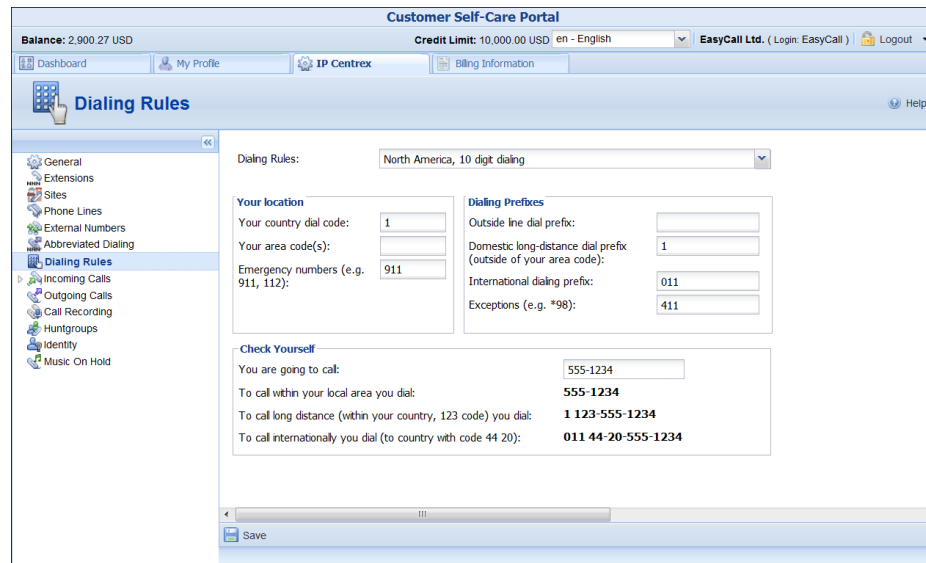 Customer Self-Care Portal
Balance: 2,900.27 USD
Credit Limit: 10,000.00 USD
en - English
EasyCall Ltd. ( Login: EasyCall )
Logout
Dashboard
My Profile
IP Centrex
Billing Information
Dialing Rules
Help
General
Extensions
Sites
Phone Lines
External Numbers
Abbreviated Dialing
Dialing Rules
Incoming Calls
Outgoing Calls
Call Recording
Huntgroups
Identity
Music On Hold
Dialing Rules:
North America, 10 digit dialing
Your location
Your country dial code: 1
Your area code(s):
Emergency numbers (e.g. 911
911, 112):
Dialing Prefixes
Outside line dial prefix:
Domestic long-distance dial prefix 1
(outside of your area code):
International dialing prefix: 011
Exceptions (e.g. *98): 411
Check Yourself
You are going to call: 555-1234
To call within your local area you dial: 555-1234
To call long distance (within your country, 123 code) you dial: 1 123-555-1234
To call internationally you dial (to country with code 44 20): 011 44-20-555-1234
Save